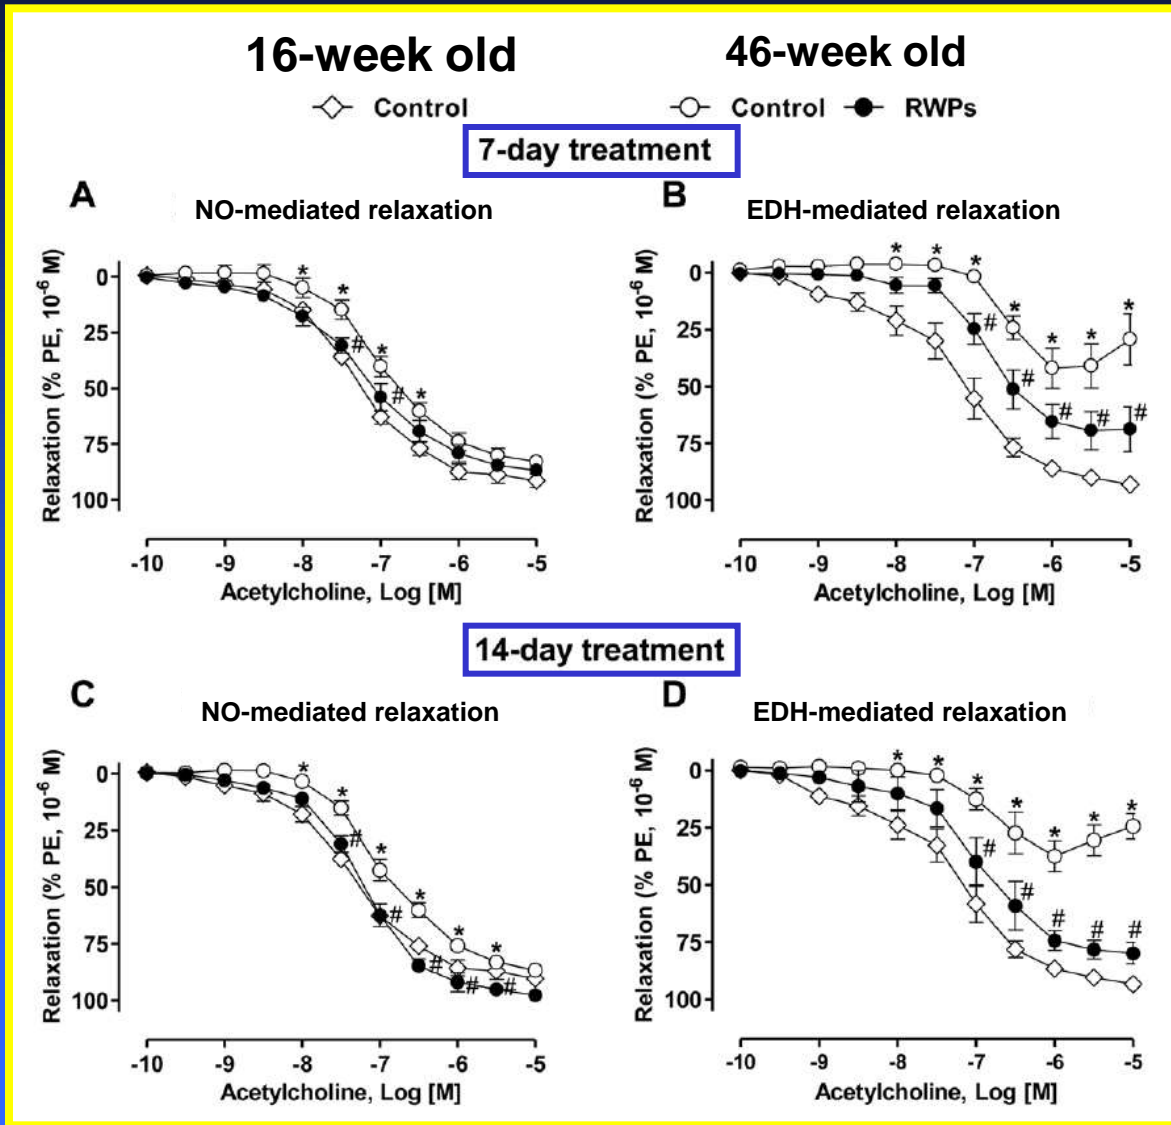 16-week old
46-week old
Control
Control
RWPs
7-day treatment
A
NO-mediated relaxation
Relaxation (% PE, 10⁻⁶ M)
0
25
50
75
100
* * * *
# #
-10 -9 -8 -7 -6 -5
Acetylcholine, Log [M]
B
EDH-mediated relaxation
Relaxation (% PE, 10⁻⁶ M)
0
25
50
75
100
* * * * * * *
# # # # #
-10 -9 -8 -7 -6 -5
Acetylcholine, Log [M]
14-day treatment
C
NO-mediated relaxation
Relaxation (% PE, 10⁻⁶ M)
0
25
50
75
100
* * * * * *
# # # # #
-10 -9 -8 -7 -6 -5
Acetylcholine, Log [M]
D
EDH-mediated relaxation
Relaxation (% PE, 10⁻⁶ M)
0
25
50
75
100
* * * * * * *
# # # # #
-10 -9 -8 -7 -6 -5
Acetylcholine, Log [M]